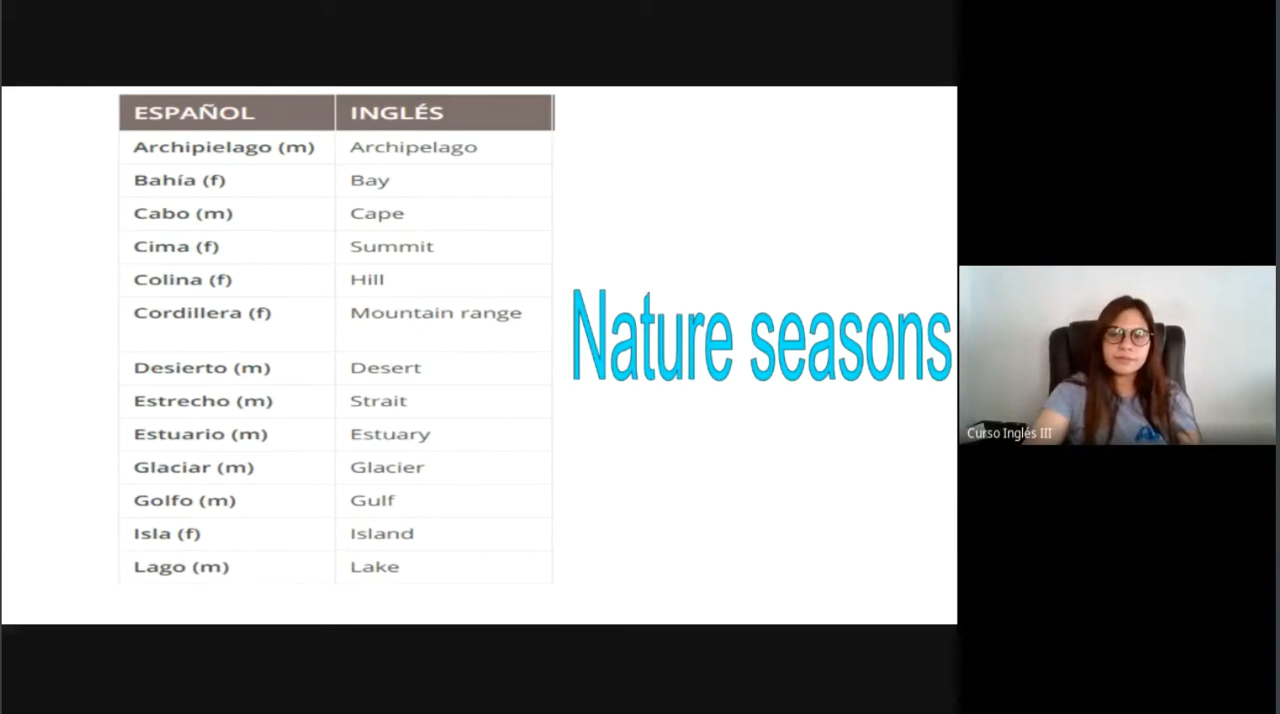 ESPAÑOL INGLÉS
Archipielago (m) Archipelago
Bahía (f) Bay
Cabo (m) Cape
Cima (f) Summit
Colina (f) Hill
Cordillera (f) Mountain range
Desierto (m) Desert
Estrecho (m) Strait
Estuario (m) Estuary
Glaciar (m) Glacier
Golfo (m) Gulf
Isla (f) Island
Lago (m) Lake
Nature seasons
Curso Inglés III